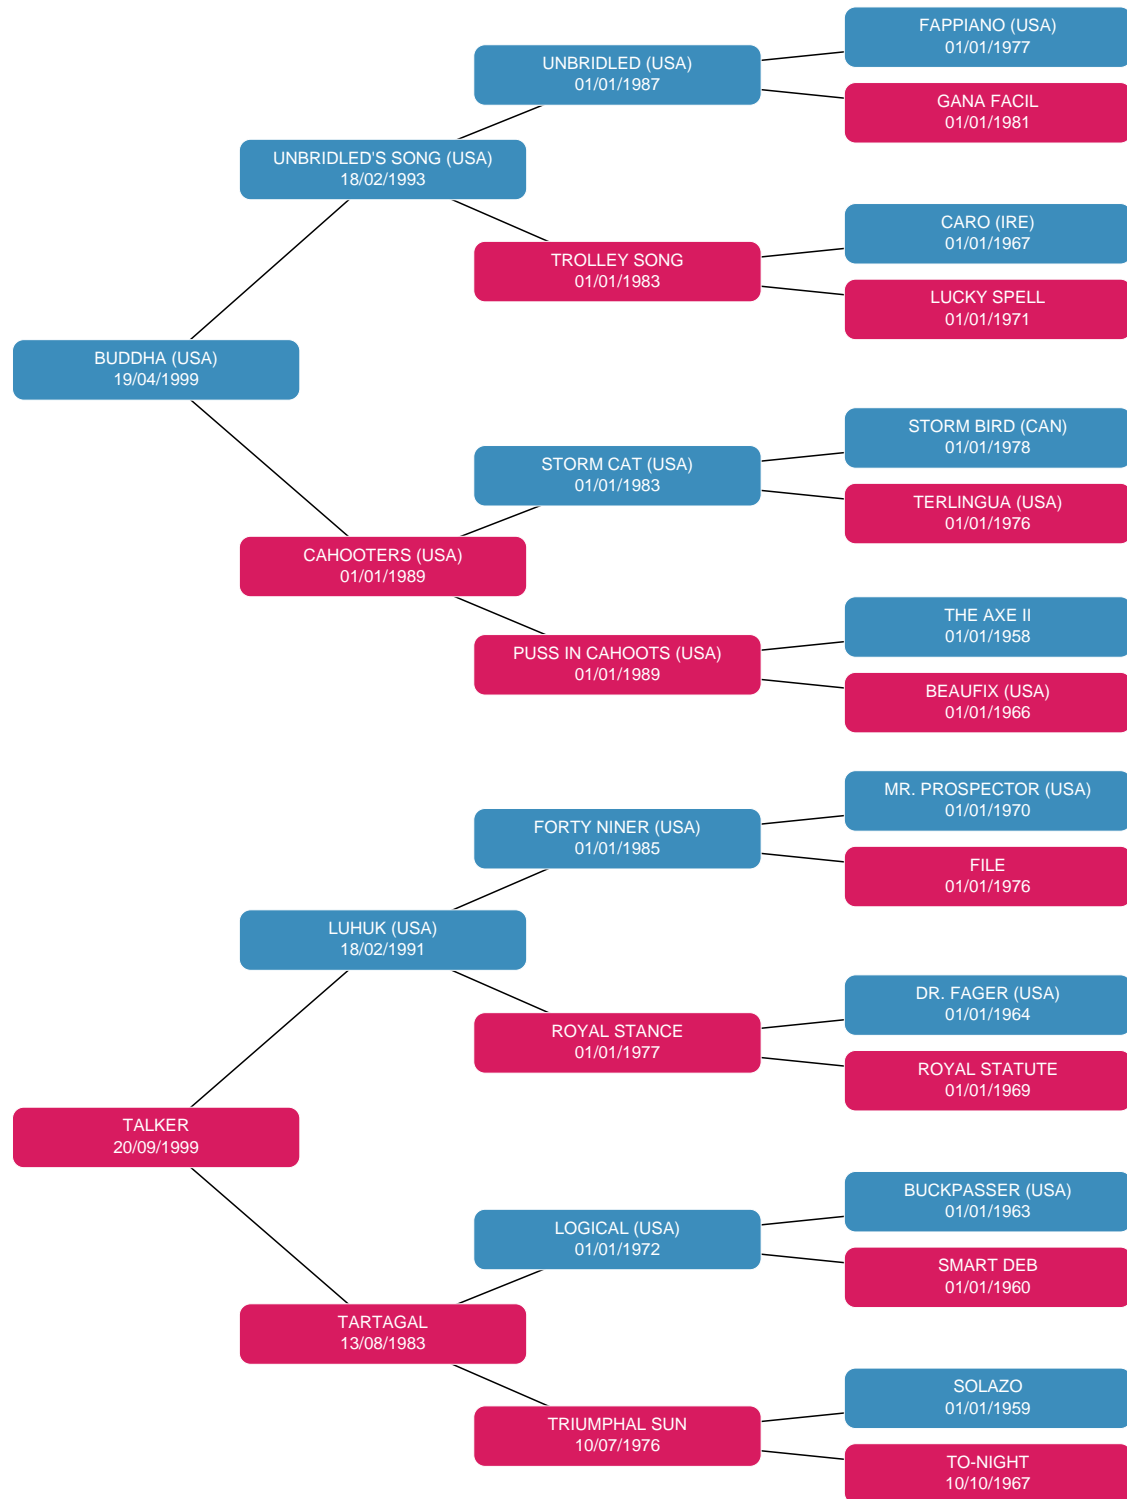 FAPPIANO (USA)
01/01/1977
UNBRIDLED (USA)
01/01/1987
GANA FACIL
01/01/1981
UNBRIDLED'S SONG (USA)
18/02/1993
CARO (IRE)
01/01/1967
TROLLEY SONG
01/01/1983
LUCKY SPELL
01/01/1971
BUDDHA (USA)
19/04/1999
STORM BIRD (CAN)
01/01/1978
STORM CAT (USA)
01/01/1983
TERLINGUA (USA)
01/01/1976
CAHOOTERS (USA)
01/01/1989
THE AXE II
01/01/1958
PUSS IN CAHOOTS (USA)
01/01/1989
BEAUFIX (USA)
01/01/1966
MR. PROSPECTOR (USA)
01/01/1970
FORTY NINER (USA)
01/01/1985
FILE
01/01/1976
LUHUK (USA)
18/02/1991
DR. FAGER (USA)
01/01/1964
ROYAL STANCE
01/01/1977
ROYAL STATUTE
01/01/1969
TALKER
20/09/1999
BUCKPASSER (USA)
01/01/1963
LOGICAL (USA)
01/01/1972
SMART DEB
01/01/1960
TARTAGAL
13/08/1983
SOLAZO
01/01/1959
TRIUMPHAL SUN
10/07/1976
TO-NIGHT
10/10/1967